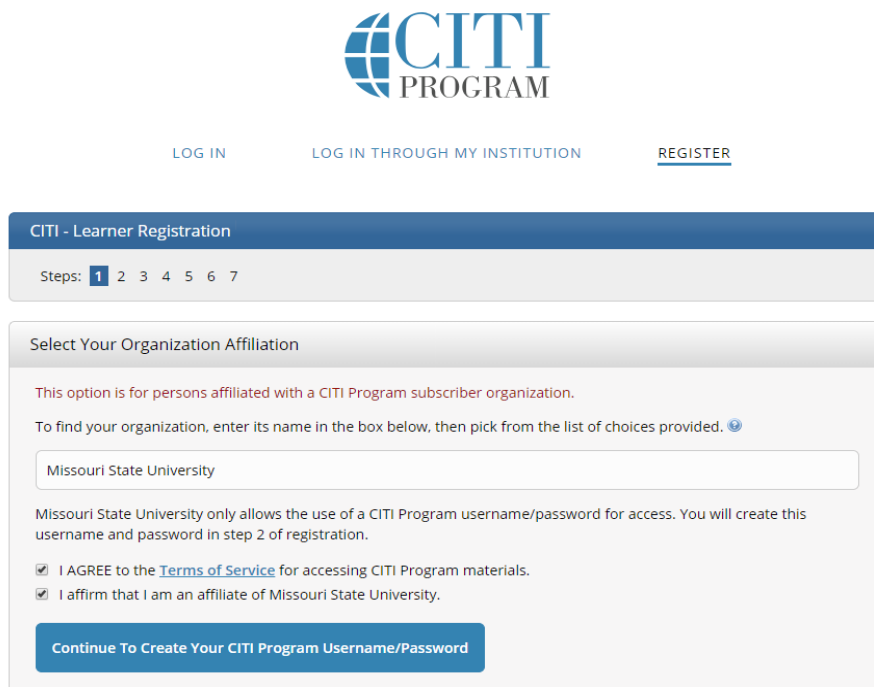 CITI
PROGRAM
LOG IN LOG IN THROUGH MY INSTITUTION REGISTER
CITI - Learner Registration
Steps: 1 2 3 4 5 6 7
Select Your Organization Affiliation
This option is for persons affiliated with a CITI Program subscriber organization.
To find your organization, enter its name in the box below, then pick from the list of choices provided.
Missouri State University
Missouri State University only allows the use of a CITI Program username/password for access. You will create this
username and password in step 2 of registration.
I AGREE to the Terms of Service for accessing CITI Program materials.
I affirm that I am an affiliate of Missouri State University.
Continue To Create Your CITI Program Username/Password